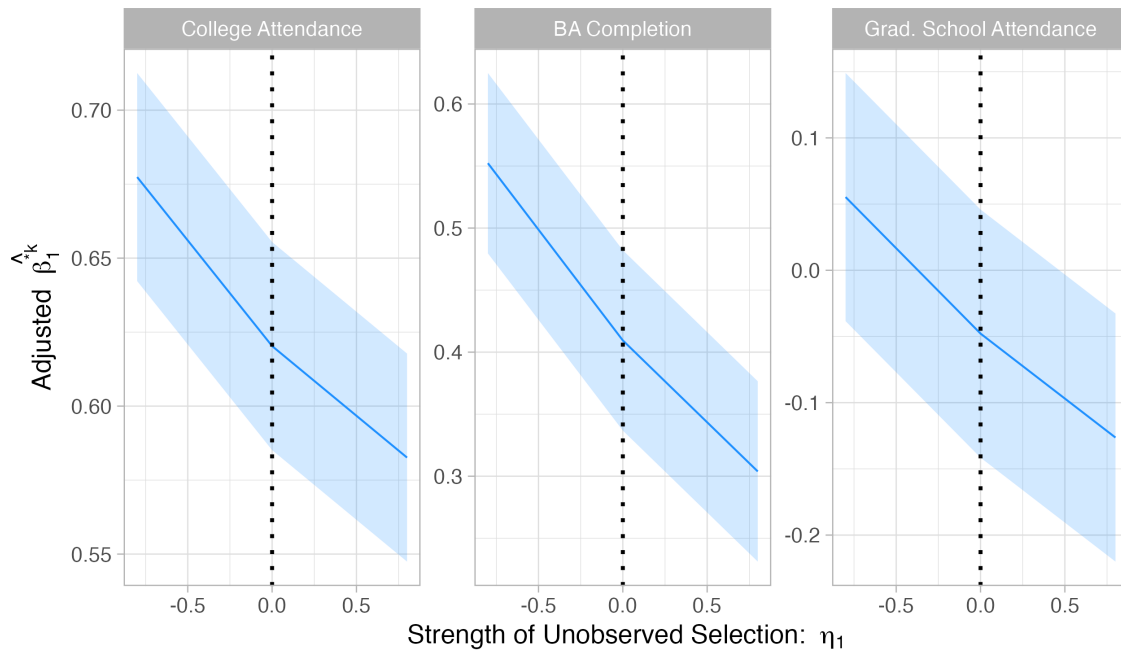 College Attendance
BA Completion
Grad. School Attendance
0.70
0.65
0.60
0.55
0.6
0.5
0.4
0.3
0.1
0.0
-0.1
-0.2
-0.5 0.0 0.5
-0.5 0.0 0.5
-0.5 0.0 0.5
Adjusted β̂₁*ᵏ
Strength of Unobserved Selection: η₁